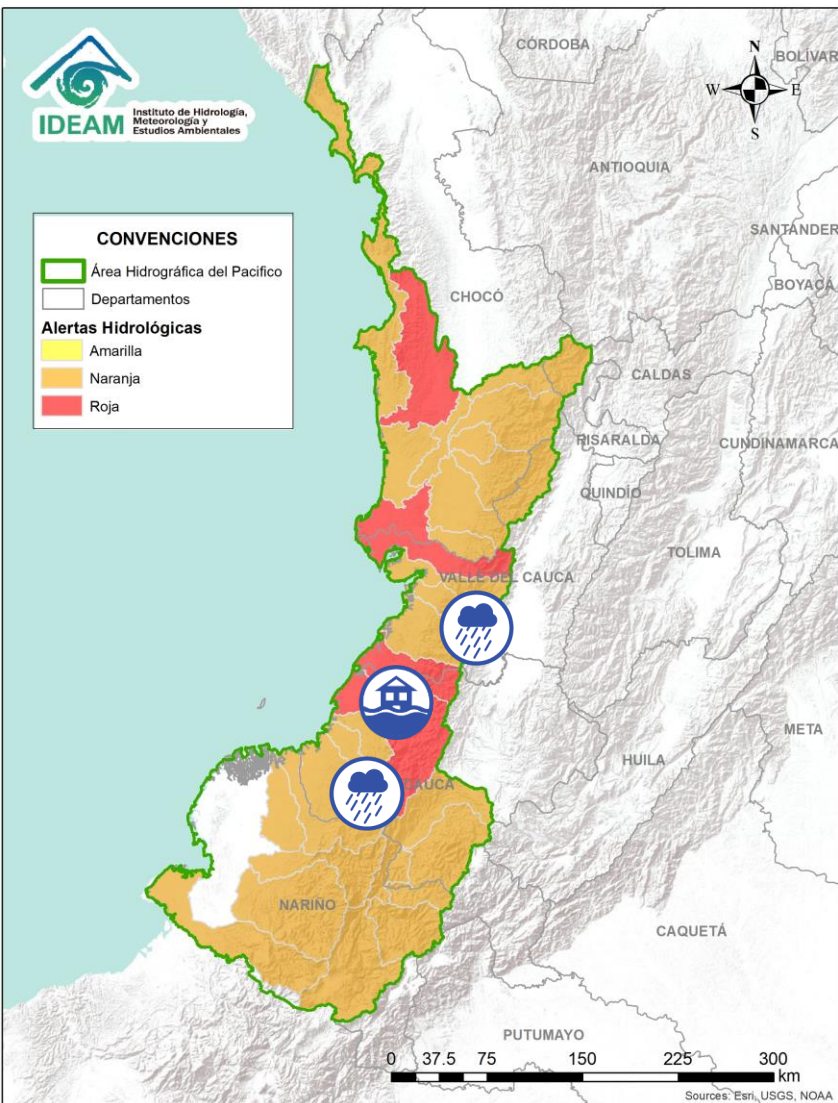 IDEAM
Instituto de Hidrología,
Meteorología y
Estudios Ambientales
N
W
E
S
CONVENCIONES
Área Hidrográfica del Pacifico
Departamentos
Alertas Hidrológicas
Amarilla
Naranja
Roja
CÓRDOBA
BOLÍVAR
ANTIOQUIA
SANTANDER
BOYACÁ
CHOCÓ
CALDAS
RISARALDA
CUNDINAMARCA
QUINDÍO
TOLIMA
VALLE DEL CAUCA
META
HUILA
CAUCA
NARIÑO
CAQUETÁ
PUTUMAYO
0 37.5 75 150 225 300
km
Sources: Esri, USGS, NOAA